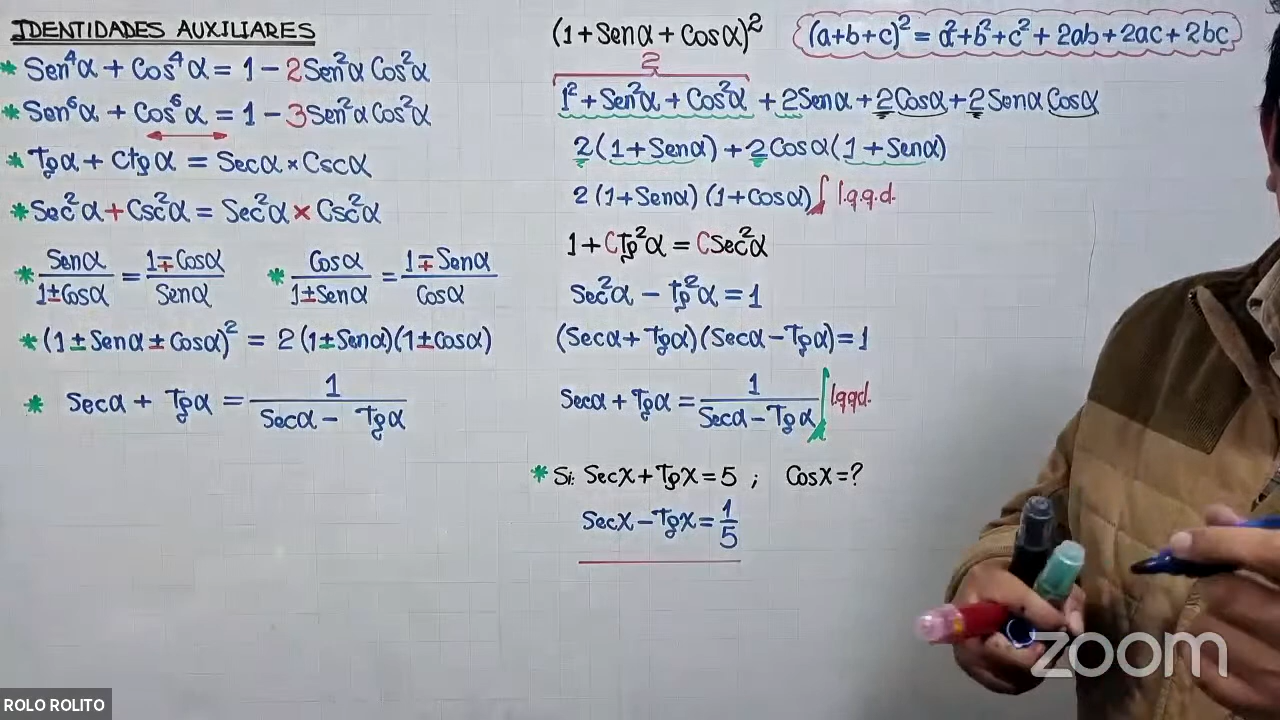 IDENTIDADES AUXILIARES
* Sen⁴α + Cos⁴α = 1 - 2Sen²α Cos²α
* Sen⁶α + Cos⁶α = 1 - 3Sen²α Cos²α
* Tgα + Ctgα = Secα × Cscα
* Sec²α + Csc²α = Sec²α × Csc²α
* Senα/1±Cosα = 1∓Cosα/Senα * Cosα/1±Senα = 1∓Senα/Cosα
* (1 ± Senα ± Cosα)² = 2(1±Senα)(1±Cosα)
* Secα + Tgα = 1/Secα - Tgα
(1 + Senα + Cosα)²
(a+b+c)² = a²+b²+c² + 2ab + 2ac + 2bc
2
1² + Sen²α + Cos²α + 2Senα + 2Cosα + 2SenαCosα
2(1 + Senα) + 2Cosα(1 + Senα)
2(1+Senα)(1+Cosα) l.q.q.d.
1 + Ctg²α = CSec²α
Sec²α - Tg²α = 1
(Secα + Tgα)(Secα - Tgα) = 1
Secα + Tgα = 1/Secα - Tgα lqqd.
* Si: Secx + Tgx = 5 ; Cosx = ?
Secx - Tgx = 1/5
zoom
ROLO ROLITO